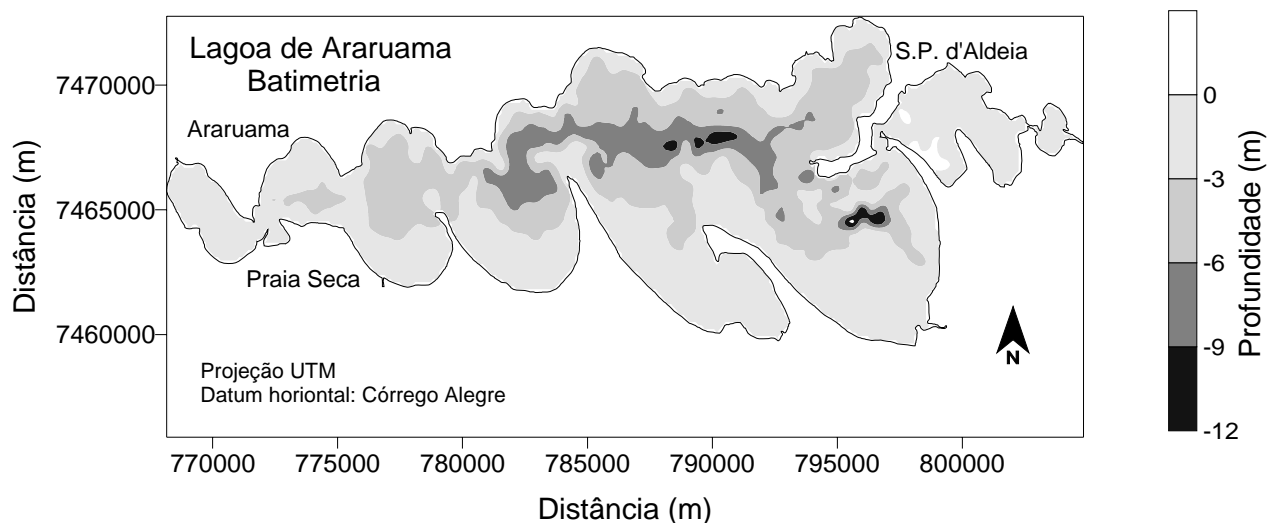 Lagoa de Araruama
Batimetria
S.P. d'Aldeia
Araruama
Praia Seca
Projeção UTM
Datum horiontal: Córrego Alegre
N
Distância (m)
7470000
7465000
7460000
770000 775000 780000 785000 790000 795000 800000
Distância (m)
0
-3
-6
-9
-12
Profundidade (m)